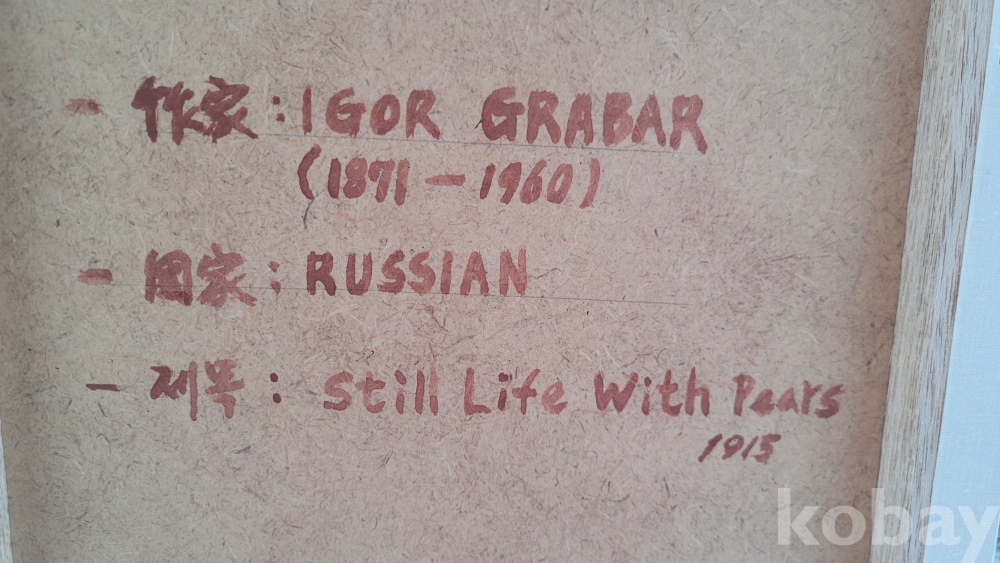 - 作家 : IGOR GRABAR
(1871 - 1960)
- 国家 : RUSSIAN
- 제목 : Still Life With Pears
1915
kobay